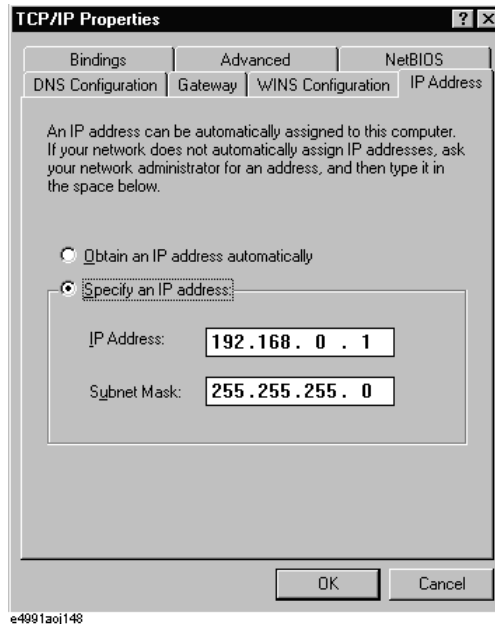 TCP/IP Properties
Bindings Advanced NetBIOS
DNS Configuration Gateway WINS Configuration IP Address
An IP address can be automatically assigned to this computer.
If your network does not automatically assign IP addresses, ask
your network administrator for an address, and then type it in
the space below.
Obtain an IP address automatically
Specify an IP address:
IP Address: 192.168. 0 . 1
Subnet Mask: 255.255.255. 0
OK Cancel
e4991aoj148